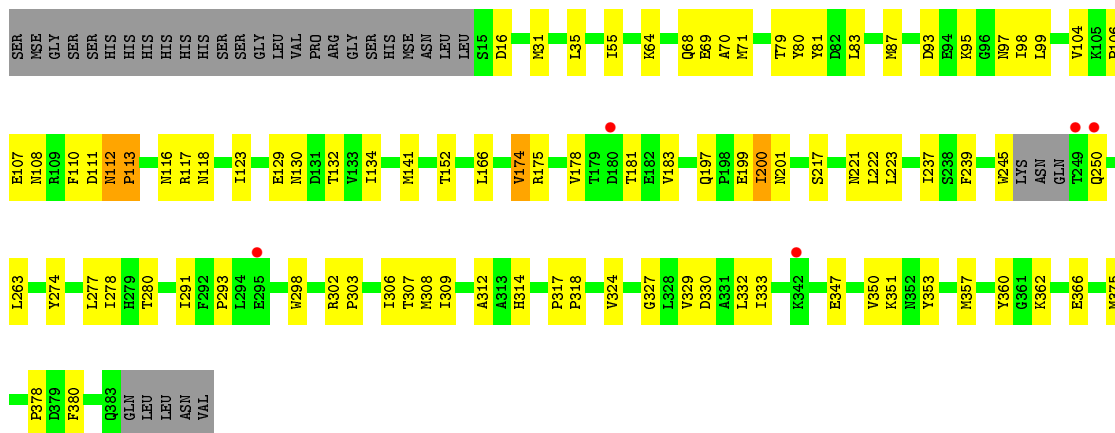 SER MSE GLY SER SER HIS HIS HIS HIS HIS HIS HIS SER SER GLY LEU VAL PRO ARG GLY SER HIS MSE ASN LEU LEU S15 D16 M31 L35 I55 K64 Q68 E69 A70 M71 T79 Y80 Y81 D82 L83 M87 D93 E94 K95 G96 N97 I98 L99 V104 K105 P106
E107 N108 R109 F110 D111 N112 P113 N116 R117 N118 I123 E129 N130 D131 T132 V133 I134 M141 T152 L166 V174 R175 V178 T179 D180 T181 E182 V183 Q197 P198 E199 I200 N201 S217 N221 L222 L223 I237 S238 F239 W245 LYS ASN GLN T249 Q250
L263 Y274 L277 I278 H279 T280 I291 F292 P293 L294 E295 W298 R302 P303 I306 T307 M308 I309 A312 A313 H314 P317 P318 V324 G327 L328 V329 D330 A331 L332 I333 K342 E347 V350 K351 N352 Y353 M357 Y360 G361 K362 E366 M375
P378 D379 F380 Q383 GLN LEU LEU ASN VAL